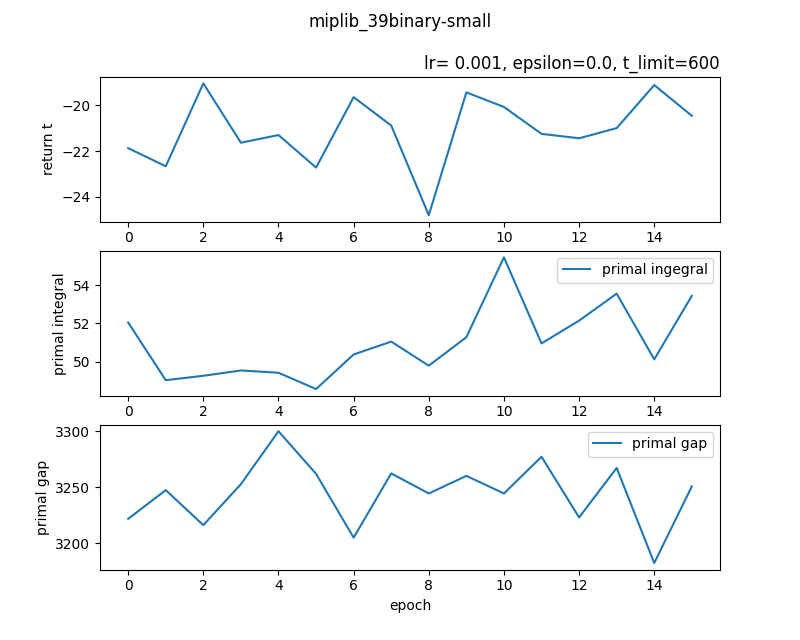 miplib_39binary-small
lr= 0.001, epsilon=0.0, t_limit=600
return t
−20
−22
−24
0 2 4 6 8 10 12 14
primal integral
primal ingegral
54
52
50
0 2 4 6 8 10 12 14
primal gap
primal gap
3300
3250
3200
0 2 4 6 8 10 12 14
epoch